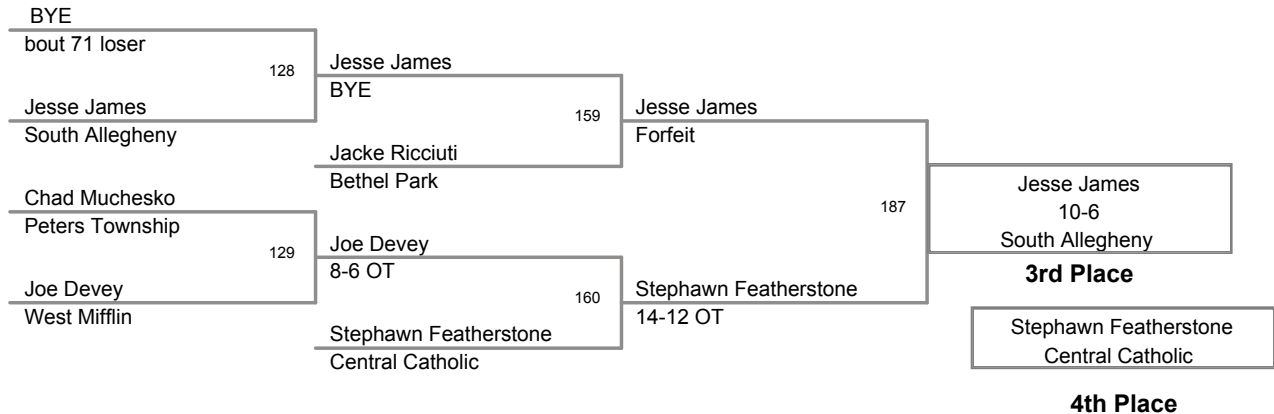 BYE
bout 71 loser
128
Jesse James
South Allegheny
Jesse James
BYE
159
Jacke Ricciuti
Bethel Park
Jesse James
Forfeit
Chad Muchesko
Peters Township
129
Joe Devey
West Mifflin
Joe Devey
8-6 OT
160
Stephawn Featherstone
Central Catholic
Stephawn Featherstone
14-12 OT
187
Jesse James
10-6
South Allegheny
3rd Place
Stephawn Featherstone
Central Catholic
4th Place